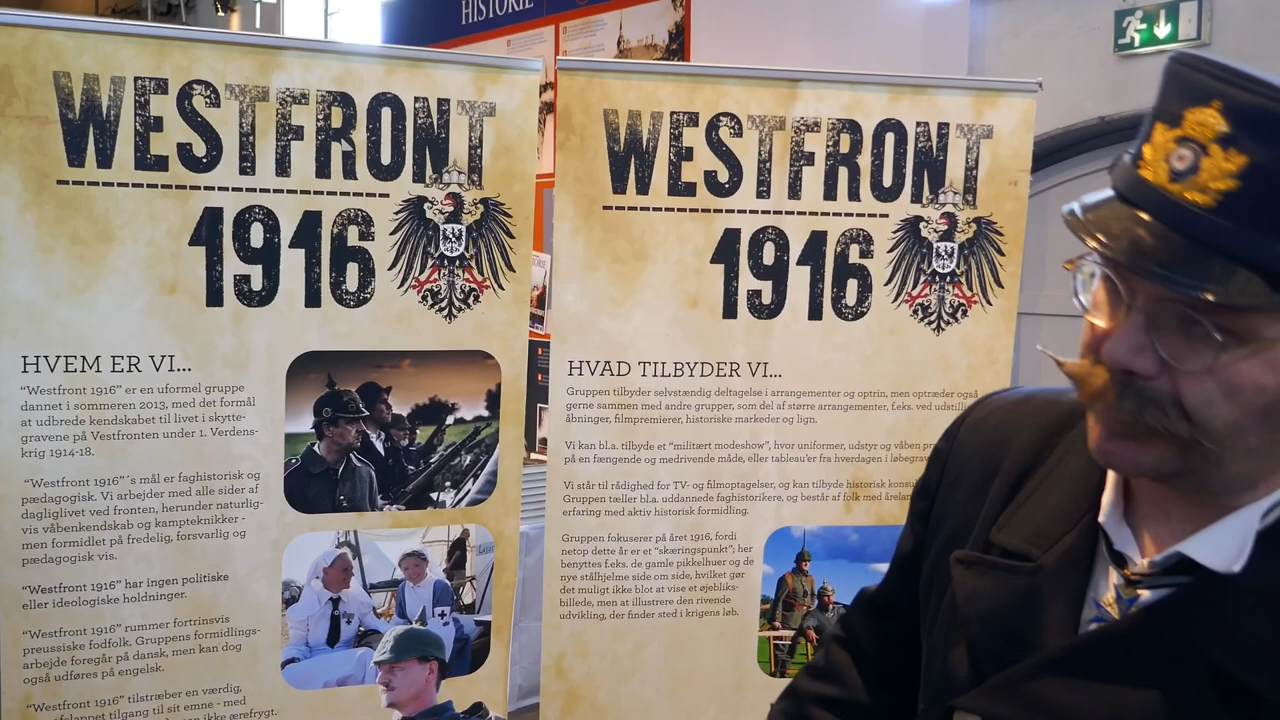 HISTORIE
WESTFRONT
1916
HVEM ER VI...
"Westfront 1916" er en uformel gruppe
dannet i sommeren 2013, med det formål
at udbrede kendskabet til livet i skytte-
gravene på Vestfronten under 1. Verdens-
krig 1914-18.
"Westfront 1916"´s mål er faghistorisk og
pædagogisk. Vi arbejder med alle sider af
dagliglivet ved fronten, herunder naturlig-
vis våbenkendskab og kampteknikker -
men formidlet på fredelig, forsvarlig og
pædagogisk vis.
"Westfront 1916" har ingen politiske
eller ideologiske holdninger.
"Westfront 1916" rummer fortrinsvis
preussiske fodfolk. Gruppens formidlings-
arbejde foregår på dansk, men kan dog
også udføres på engelsk.
"Westfront 1916" tilstræber en værdig,
afslappet tilgang til sit emne - med
ikke ærefrygt.
WESTFRONT
1916
HVAD TILBYDER VI...
Gruppen tilbyder selvstændig deltagelse i arrangementer og optrin, men optræder også
gerne sammen med andre grupper, som del af større arrangementer, f.eks. ved udstill
åbninger, filmpremierer, historiske markeder og lign.
Vi kan bl.a. tilbyde et "militært modeshow", hvor uniformer, udstyr og våben
på en fængende og medrivende måde, eller tableau'er fra hverdagen i løbegrav
Vi står til rådighed for TV- og filmoptagelser, og kan tilbyde historisk
Gruppen tæller bl.a. uddannede faghistorikere, og består af folk med
erfaring med aktiv historisk formidling.
Gruppen fokuserer på året 1916, fordi
netop dette år er et "skæringspunkt"; her
benyttes f.eks. de gamle pikkelhuer og de
nye stålhjelme side om side, hvilket gør
det muligt ikke blot at vise et øjebliks-
billede, men at illustrere den rivende
udvikling, der finder sted i krigens løb.